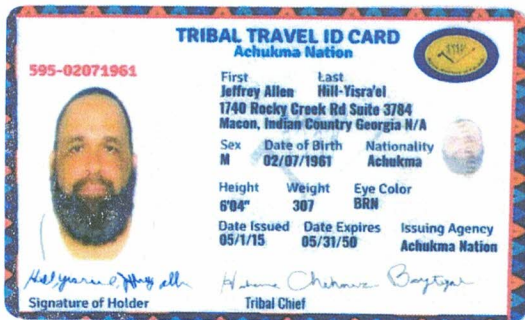 TRIBAL TRAVEL ID CARD
Achukma Nation
595-02071961
First Last
Jeffrey Allen Hill-Yisra'el
1740 Rocky Creek Rd Suite 3784
Macon, Indian Country Georgia N/A
Sex Date of Birth Nationality
M 02/07/1961 Achukma
Height Weight Eye Color
6'04" 307 BRN
Date Issued Date Expires Issuing Agency
05/1/15 05/31/50 Achukma Nation
Signature of Holder Tribal Chief